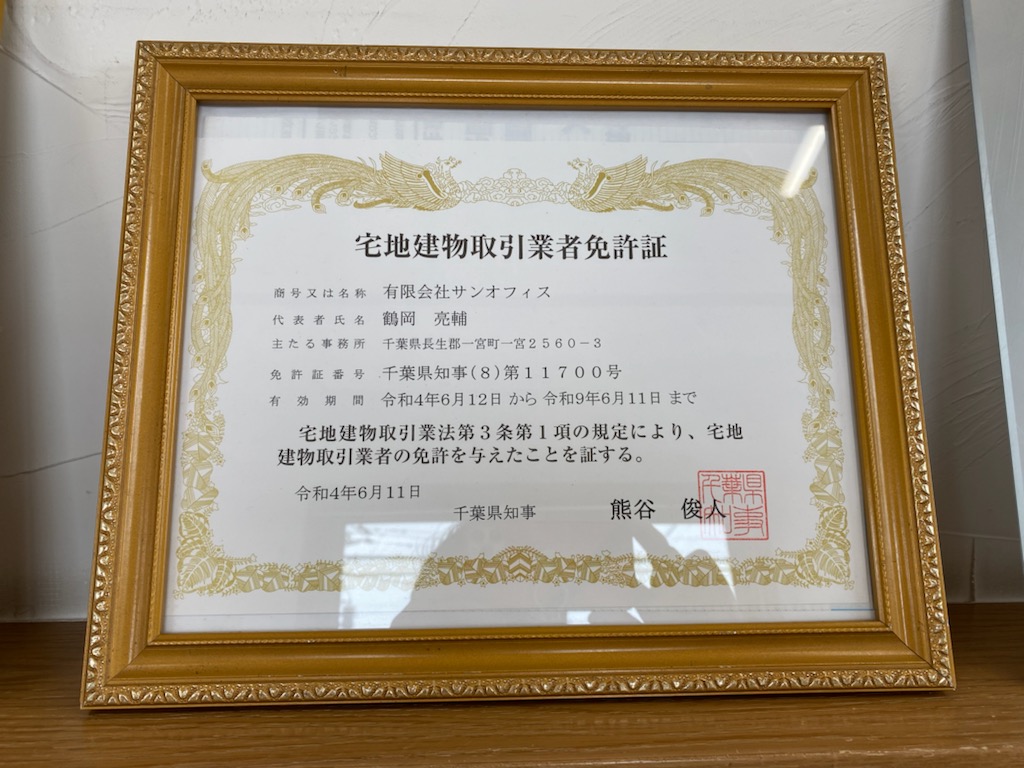 宅地建物取引業者免許証
商号又は名称 有限会社サンオフィス
代表者氏名 鶴岡 亮輔
主たる事務所 千葉県長生郡一宮町一宮2560-3
免許証番号 千葉県知事(8)第11700号
有効期間 令和4年6月12日 から 令和9年6月11日 まで
宅地建物取引業法第3条第1項の規定により、宅地
建物取引業者の免許を与えたことを証する。
令和4年6月11日
千葉県知事 熊谷 俊人